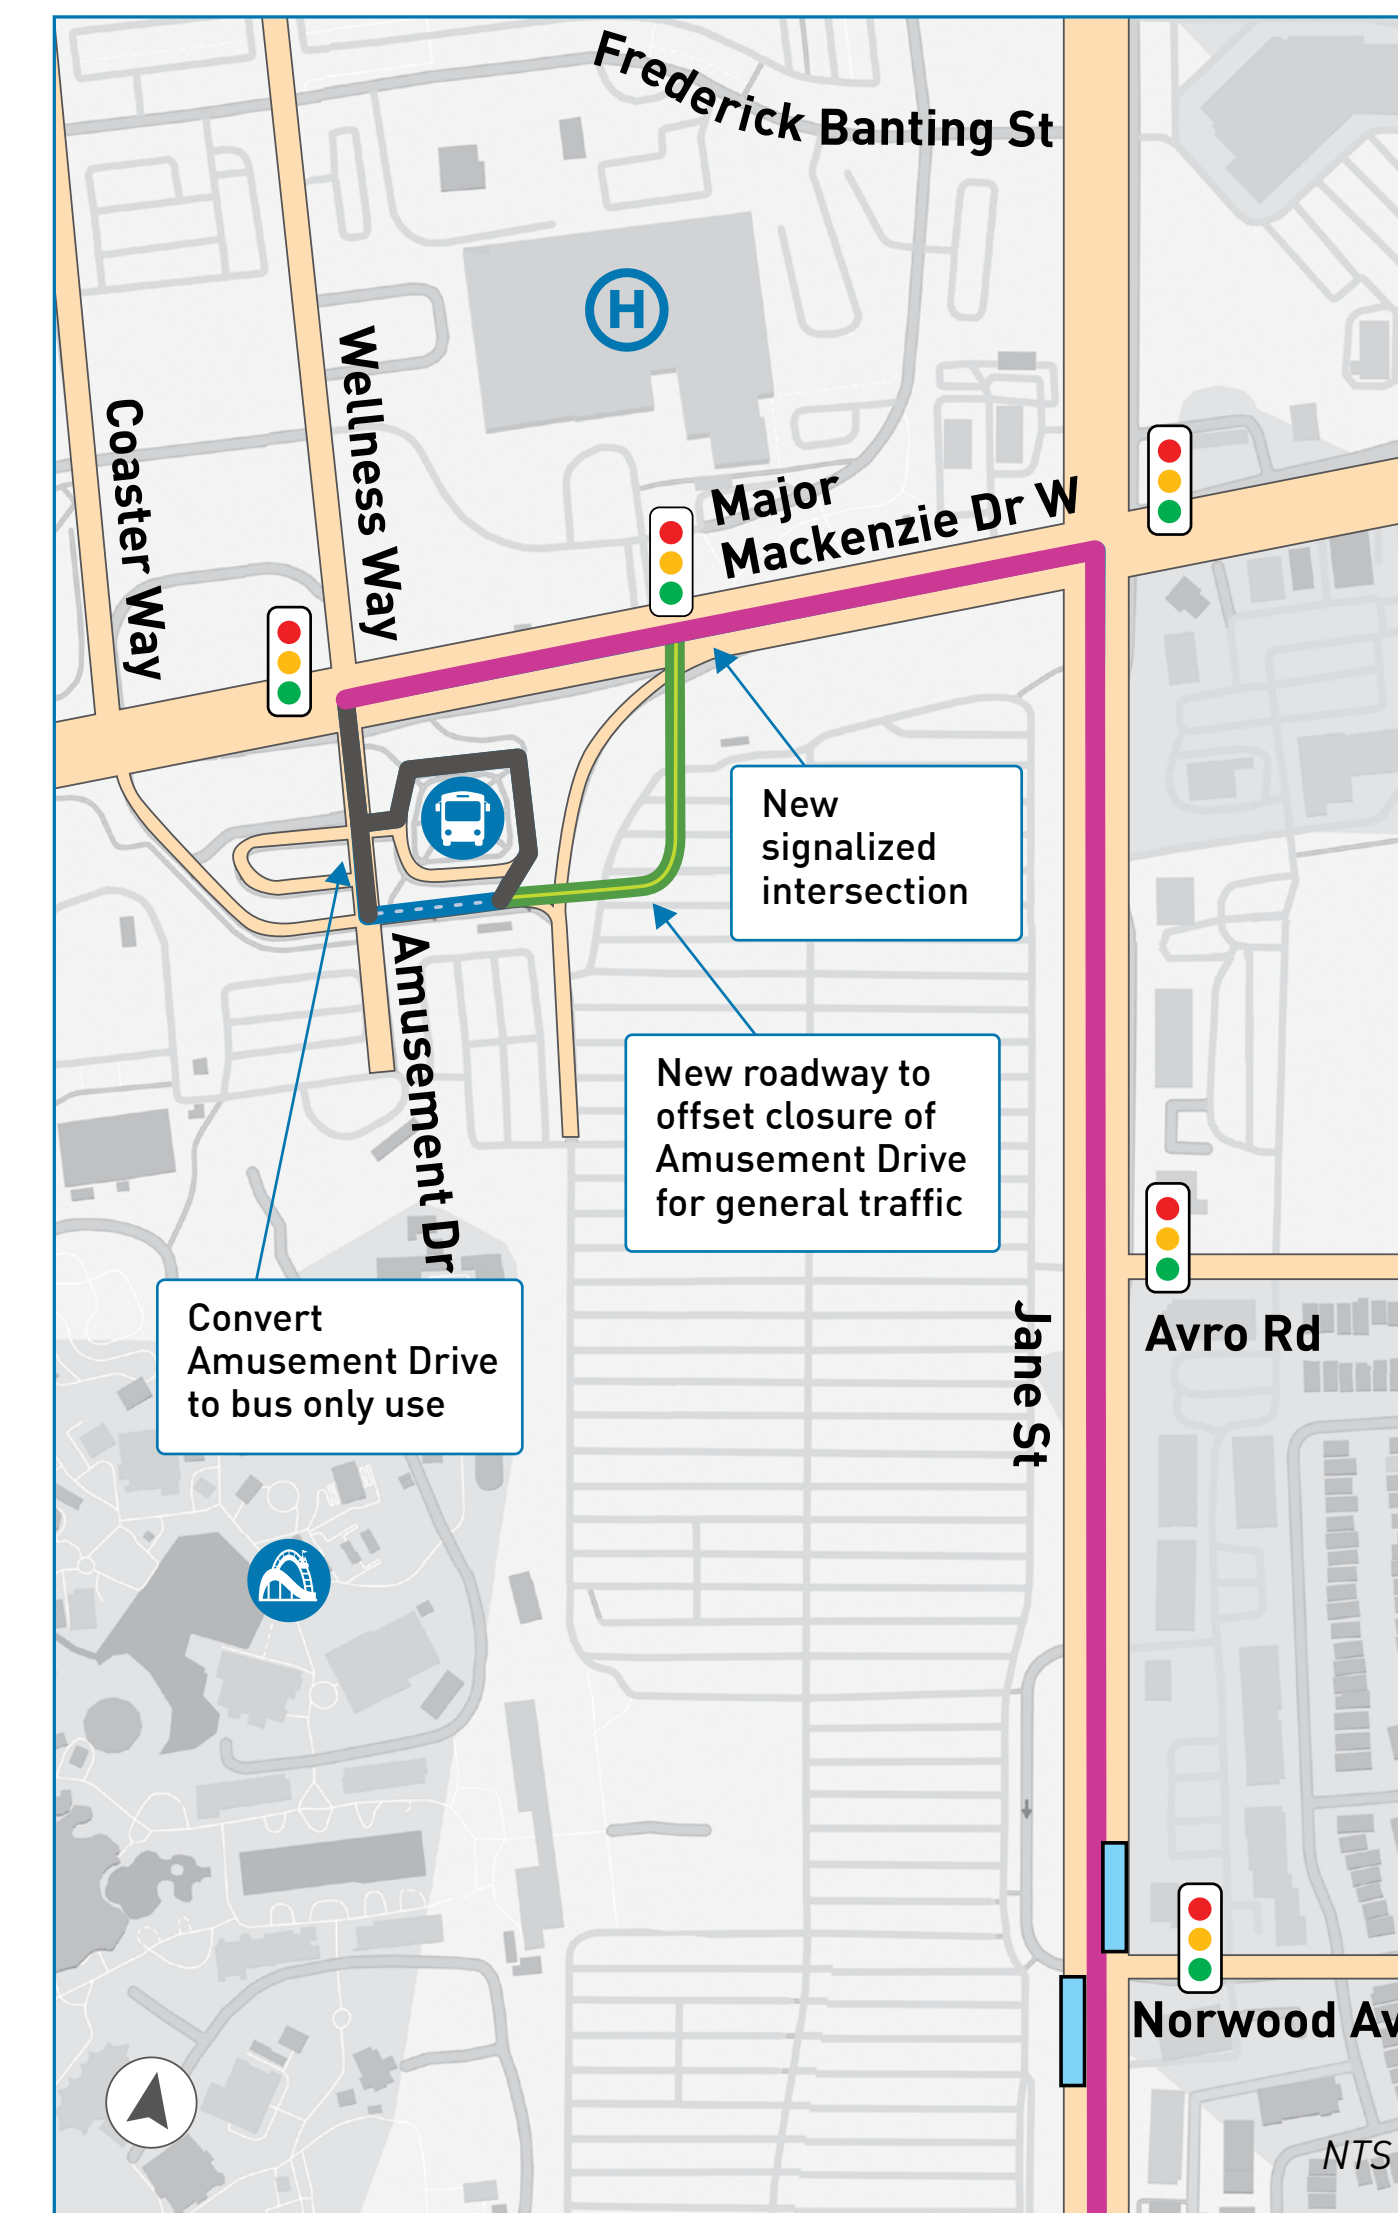 Frederick Banting St
H
Wellness Way
Coaster Way
Major
Mackenzie Dr W
New
signalized
intersection
Amusement Dr
New roadway to
offset closure of
Amusement Drive
for general traffic
Convert
Amusement Drive
to bus only use
Jane St
Avro Rd
Norwood Av
NTS